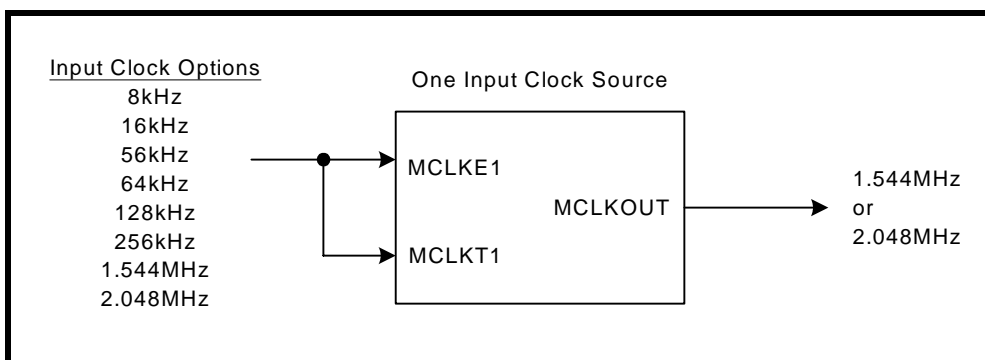 Input Clock Options
8kHz
16kHz
56kHz
64kHz
128kHz
256kHz
1.544MHz
2.048MHz
One Input Clock Source
MCLKE1
MCLKT1
MCLKOUT
1.544MHz
or
2.048MHz